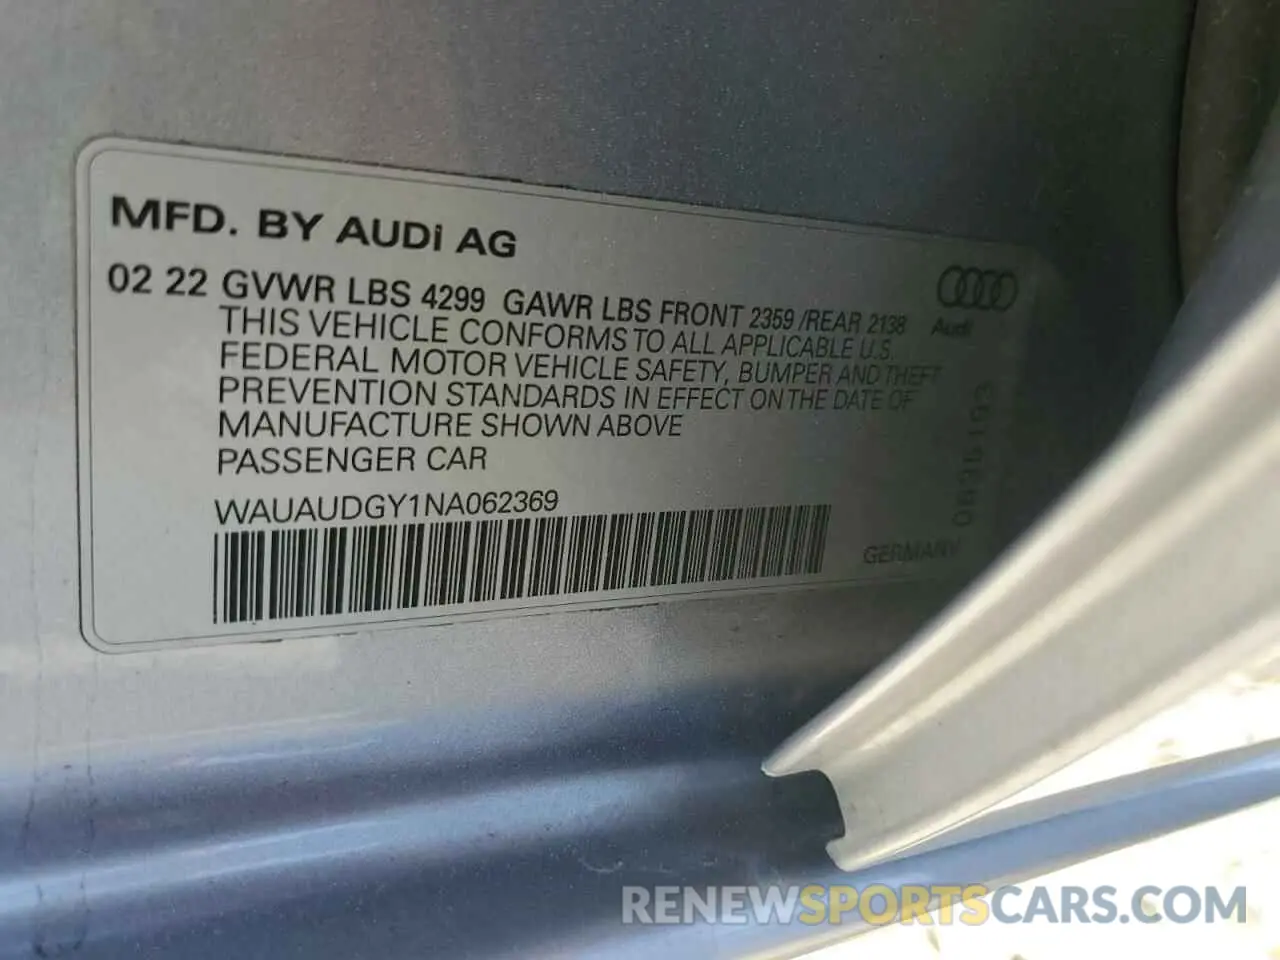 MFD. BY AUDi AG
02 22 GVWR LBS 4299 GAWR LBS FRONT 2359 /REAR 2138
THIS VEHICLE CONFORMS TO ALL APPLICABLE U.S.
FEDERAL MOTOR VEHICLE SAFETY, BUMPER AND THEFT
PREVENTION STANDARDS IN EFFECT ON THE DATE OF
MANUFACTURE SHOWN ABOVE
PASSENGER CAR
WAUAUDGY1NA062369
Audi
GERMANY
RENEWSPORTSCARS.COM